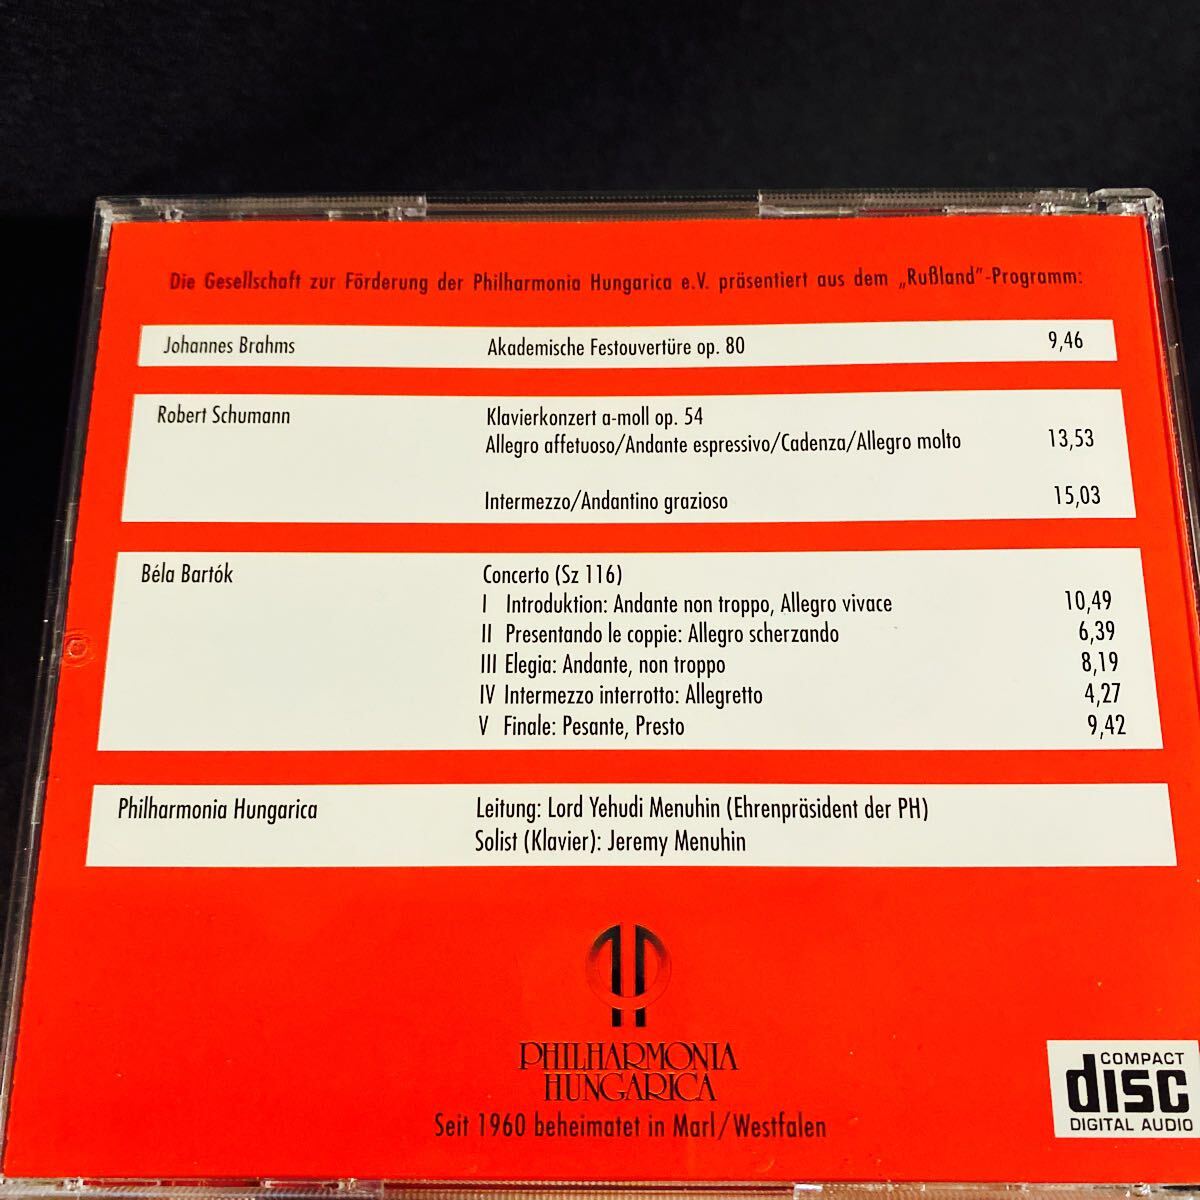 Die Gesellschaft zur Förderung der Philharmonia Hungarica e.V. präsentiert aus dem „Rußland"-Programm:
Johannes Brahms Akademische Festouvertüre op. 80 9,46
Robert Schumann Klavierkonzert a-moll op. 54
Allegro affetuoso/Andante espressivo/Cadenza/Allegro molto 13,53
Intermezzo/Andantino grazioso 15,03
Béla Bartók Concerto (Sz 116)
I Introduktion: Andante non troppo, Allegro vivace 10,49
II Presentando le coppie: Allegro scherzando 6,39
III Elegia: Andante, non troppo 8,19
IV Intermezzo interrotto: Allegretto 4,27
V Finale: Pesante, Presto 9,42
Philharmonia Hungarica Leitung: Lord Yehudi Menuhin (Ehrenpräsident der PH)
Solist (Klavier): Jeremy Menuhin
PHILHARMONIA
HUNGARICA
Seit 1960 beheimatet in Marl/Westfalen
COMPACT
disc
DIGITAL AUDIO